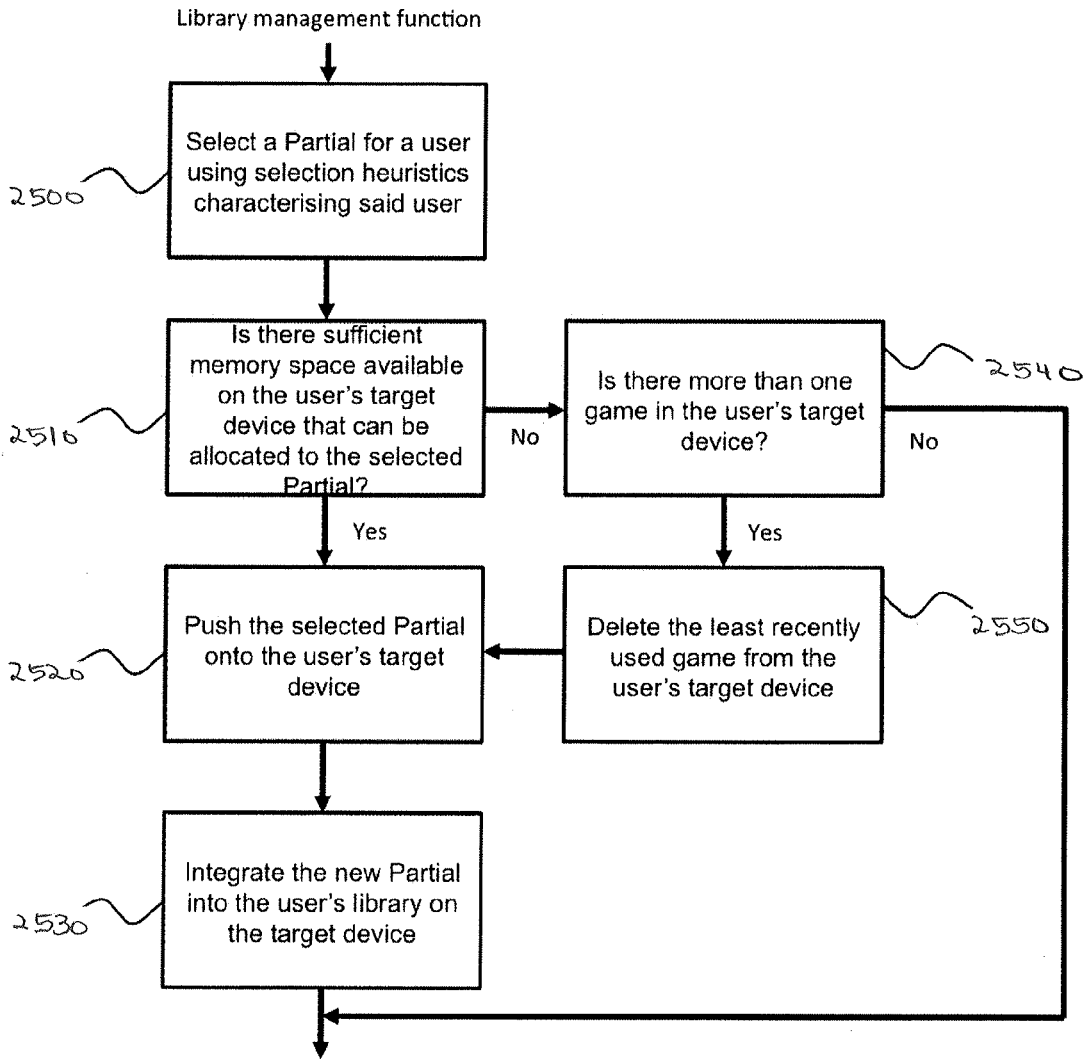 Library management function
Select a Partial for a user
using selection heuristics
characterising said user
2500
Is there sufficient
memory space available
on the user's target
device that can be
allocated to the selected
Partial?
2510
No
Is there more than one
game in the user's target
device?
2540
No
Yes
Yes
Push the selected Partial
onto the user's target
device
2520
Delete the least recently
used game from the
user's target device
2550
Integrate the new Partial
into the user's library on
the target device
2530